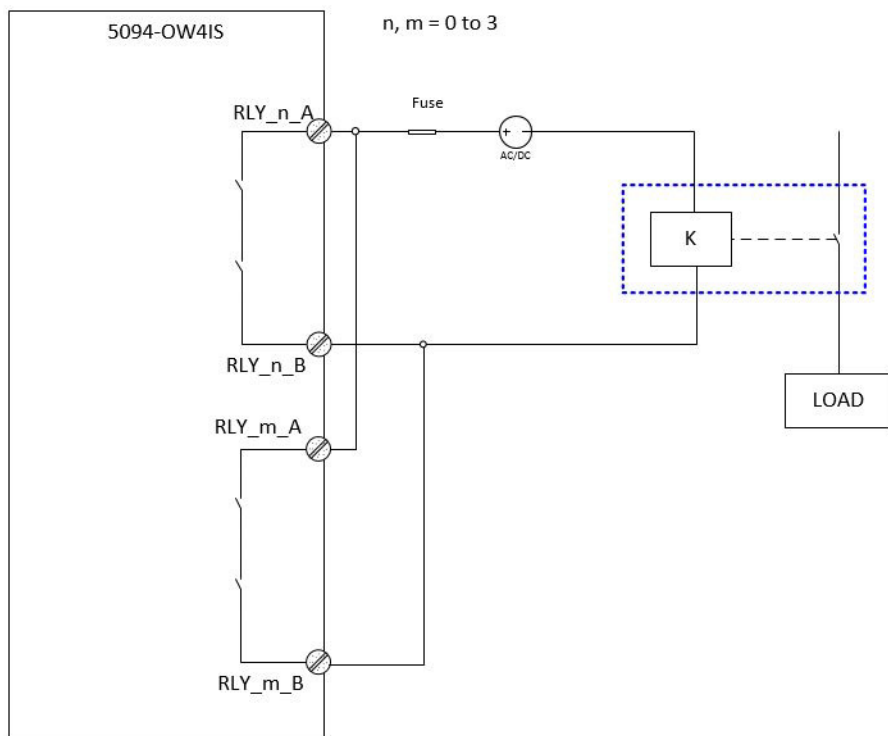 5094-OW4IS
n, m = 0 to 3
RLY_n_A
Fuse
+
AC/DC
K
RLY_n_B
LOAD
RLY_m_A
RLY_m_B